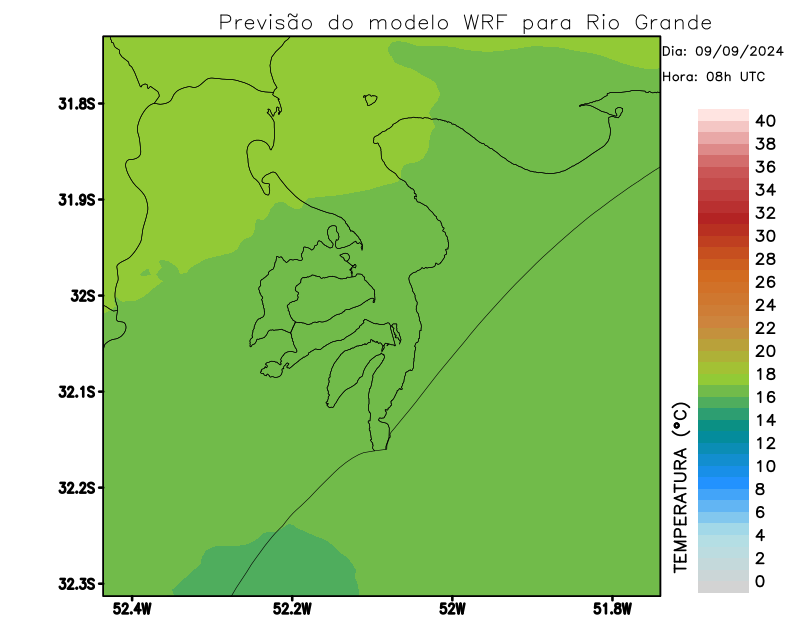 Previsão do modelo WRF para Rio Grande
Dia: 09/09/2024
Hora: 08h UTC
31.8S
31.9S
32S
32.1S
32.2S
32.3S
52.4W
52.2W
52W
51.8W
TEMPERATURA (°C)
40
38
36
34
32
30
28
26
24
22
20
18
16
14
12
10
8
6
4
2
0